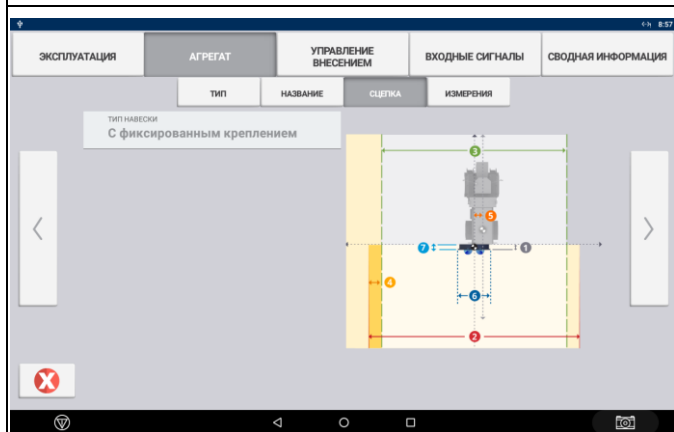 8:57
ЭКСПЛУАТАЦИЯ
АГРЕГАТ
УПРАВЛЕНИЕ
ВНЕСЕНИЕМ
ВХОДНЫЕ СИГНАЛЫ
СВОДНАЯ ИНФОРМАЦИЯ
ТИП
НАЗВАНИЕ
СЦЕПКА
ИЗМЕРЕНИЯ
ТИП НАВЕСКИ
С фиксированным креплением
3
5
7
1
4
6
2